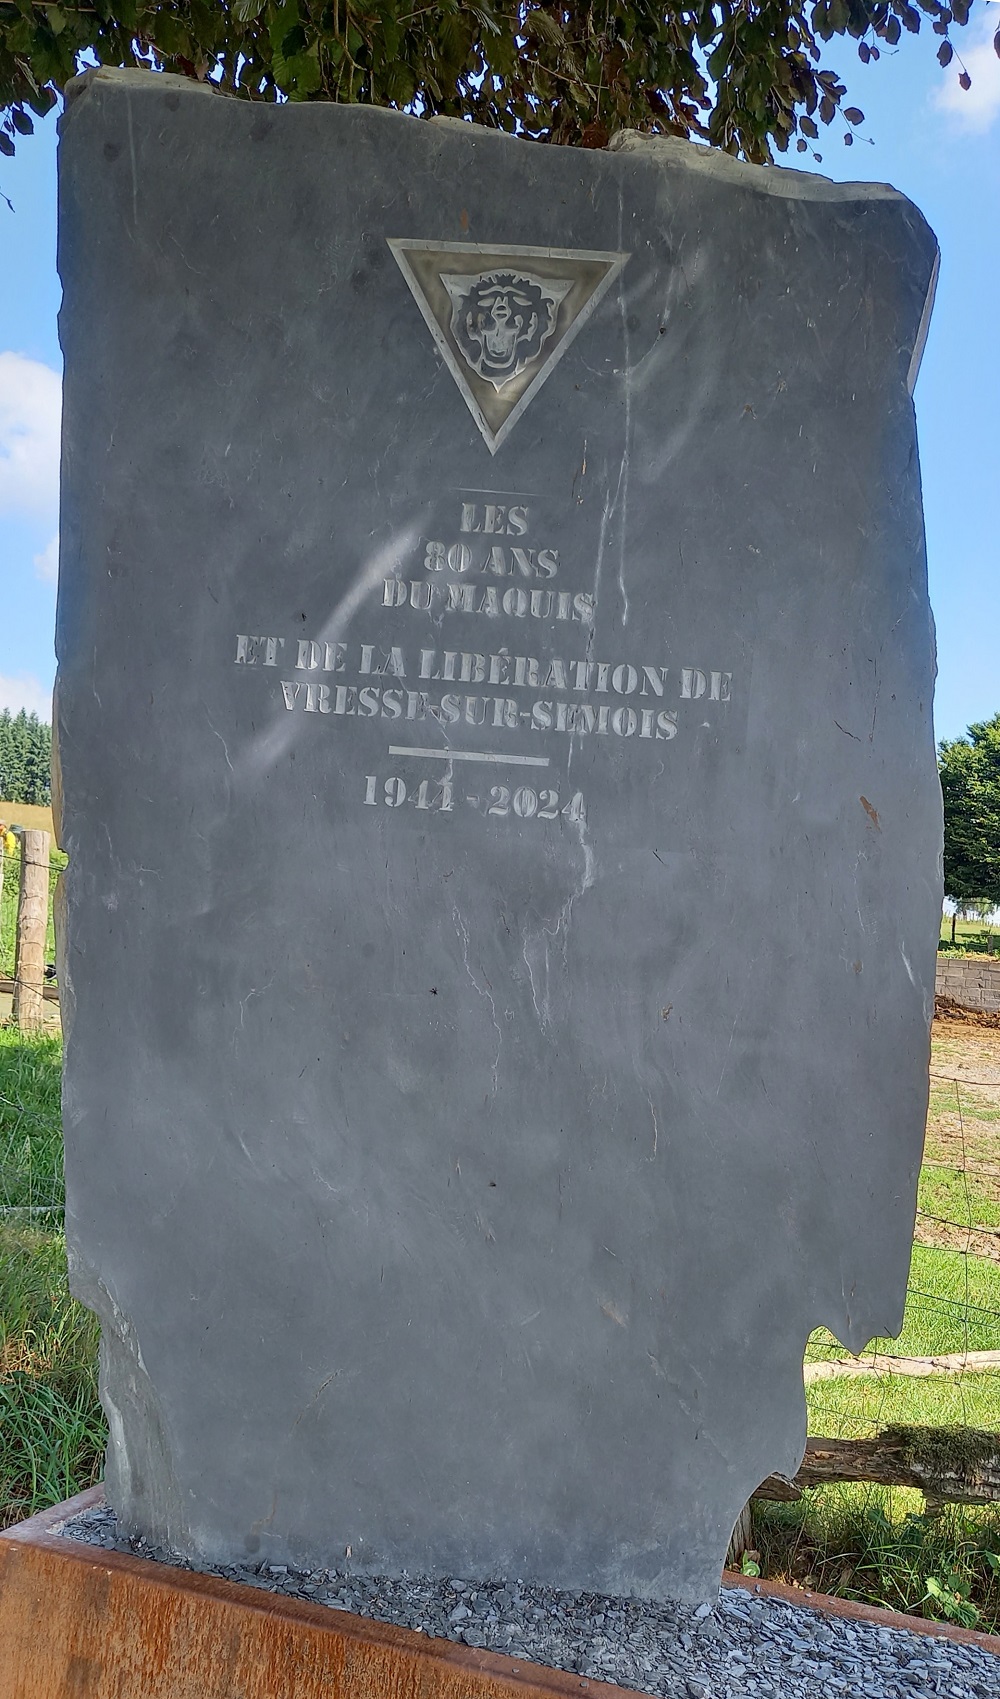 LES
80 ANS
DU MAQUIS
ET DE LA LIBÉRATION DE
VRESSE-SUR-SEMOIS
1944 - 2024